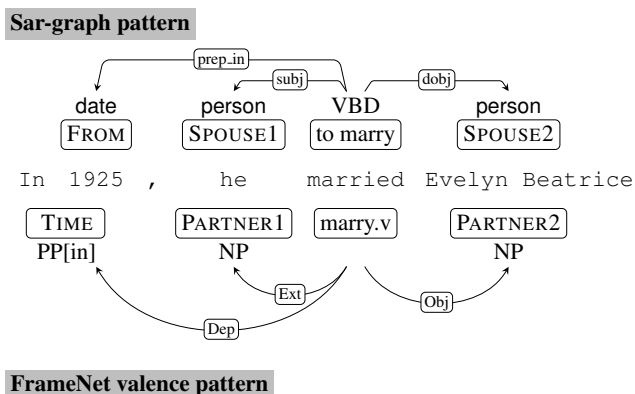 Sar-graph pattern
prep_in
subj dobj
date person VBD person
FROM SPOUSE1 to marry SPOUSE2
In 1925 , he married Evelyn Beatrice
TIME PARTNER1 marry.v PARTNER2
PP[in] NP NP
Ext Obj
Dep
FrameNet valence pattern